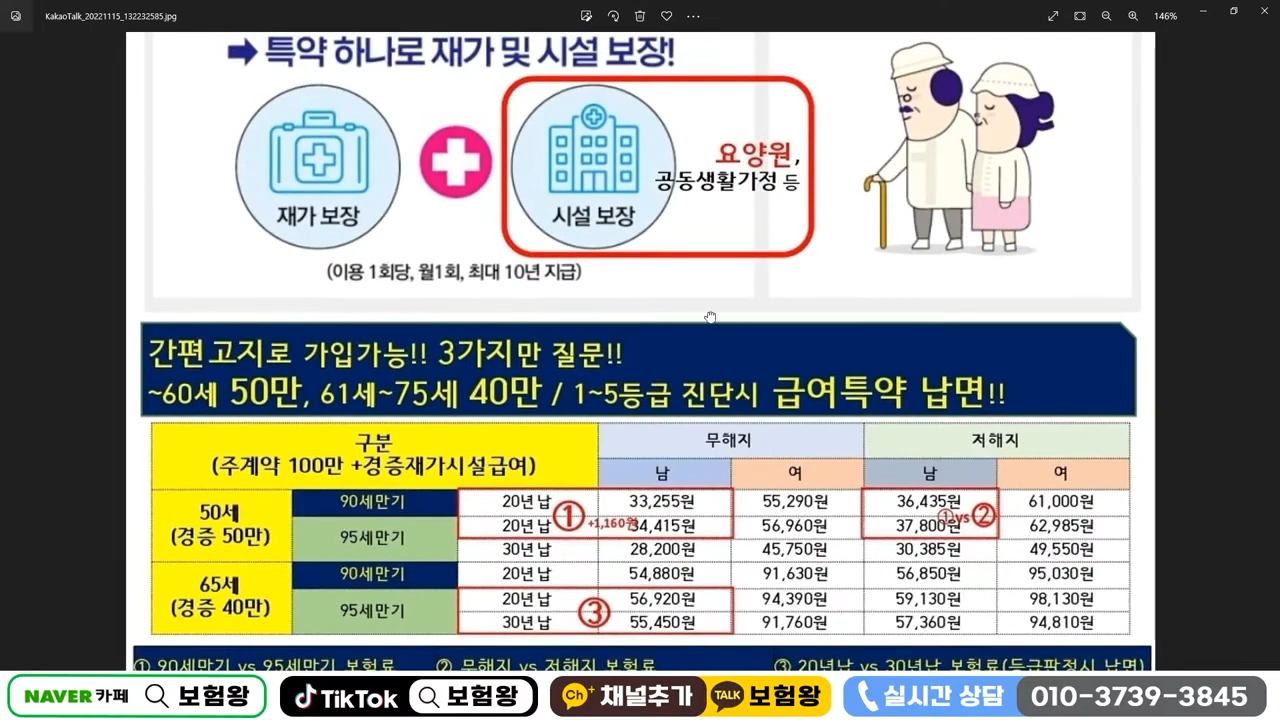 KakaoTalk_20221115_132232585.jpg
146%
➡ 특약 하나로 재가 및 시설 보장!
재가 보장
시설 보장
요양원,
공동생활가정 등
(이용 1회당, 월1회, 최대 10년 지급)
간편고지로 가입가능!! 3가지만 질문!!
~60세 50만, 61세~75세 40만 / 1~5등급 진단시 급여특약 납면!!
구분
(주계약 100만 +경증재가시설급여)
무해지
저해지
남
여
남
여
50세
(경증 50만)
90세만기
20년 납
33,255원
55,290원
36,435원
61,000원
①
+1,160원
①vs②
95세만기
20년 납
34,415원
56,960원
37,800원
62,985원
30년 납
28,200원
45,750원
30,385원
49,550원
65세
(경증 40만)
90세만기
20년 납
54,880원
91,630원
56,850원
95,030원
95세만기
20년 납
56,920원
94,390원
59,130원
98,130원
③
30년 납
55,450원
91,760원
57,360원
94,810원
① 90세만기 vs 95세만기 보험료
② 무해지 vs 저해지 보험료
③ 20년납 vs 30년납 보험료(등급판정시 납면)
NAVER 카페
보험왕
TikTok
보험왕
Ch+
채널추가
TALK
보험왕
실시간 상담
010-3739-3845